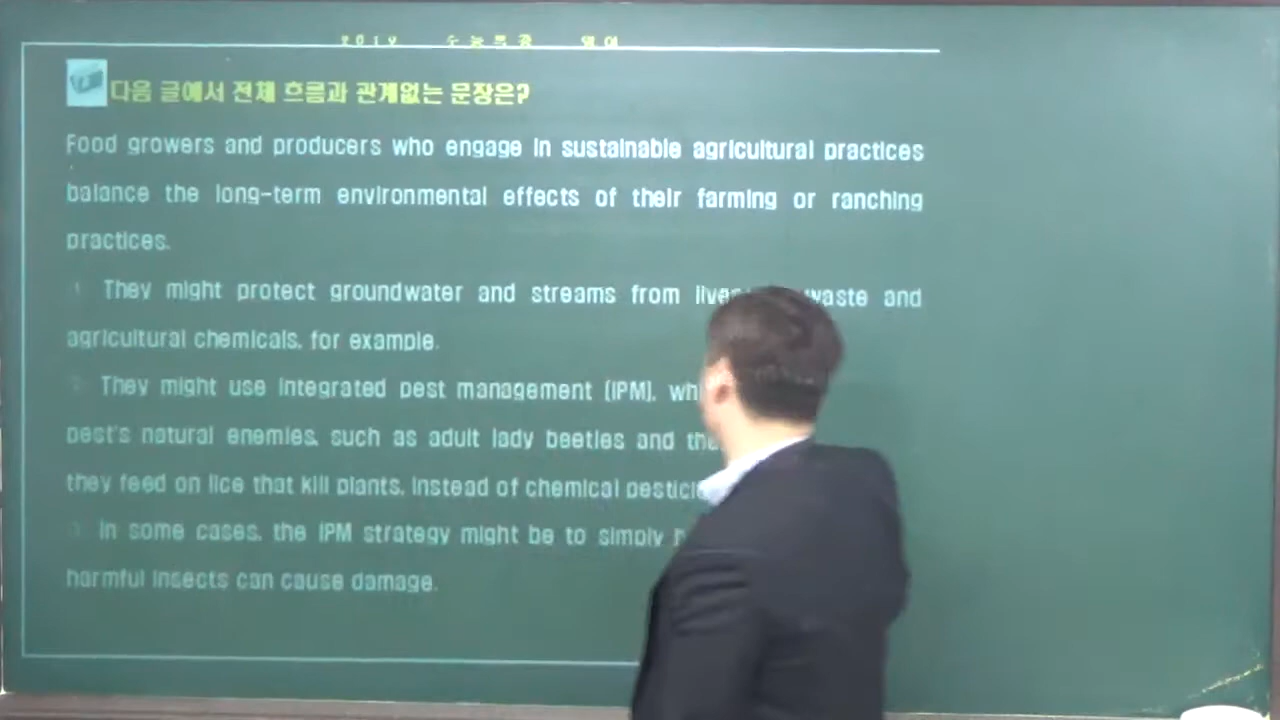 2019 수능특강 영어
다음 글에서 전체 흐름과 관계없는 문장은?
Food growers and producers who engage in sustainable agricultural practices
balance the long-term environmental effects of their farming or ranching
practices.
They might protect groundwater and streams from waste and
agricultural chemicals, for example.
They might use integrated pest management (IPM),
pest's natural enemies, such as adult lady beetles and
they feed on lice that kill plants, instead of chemical
In some cases, the IPM strategy might be to simply
harmful insects can cause damage.